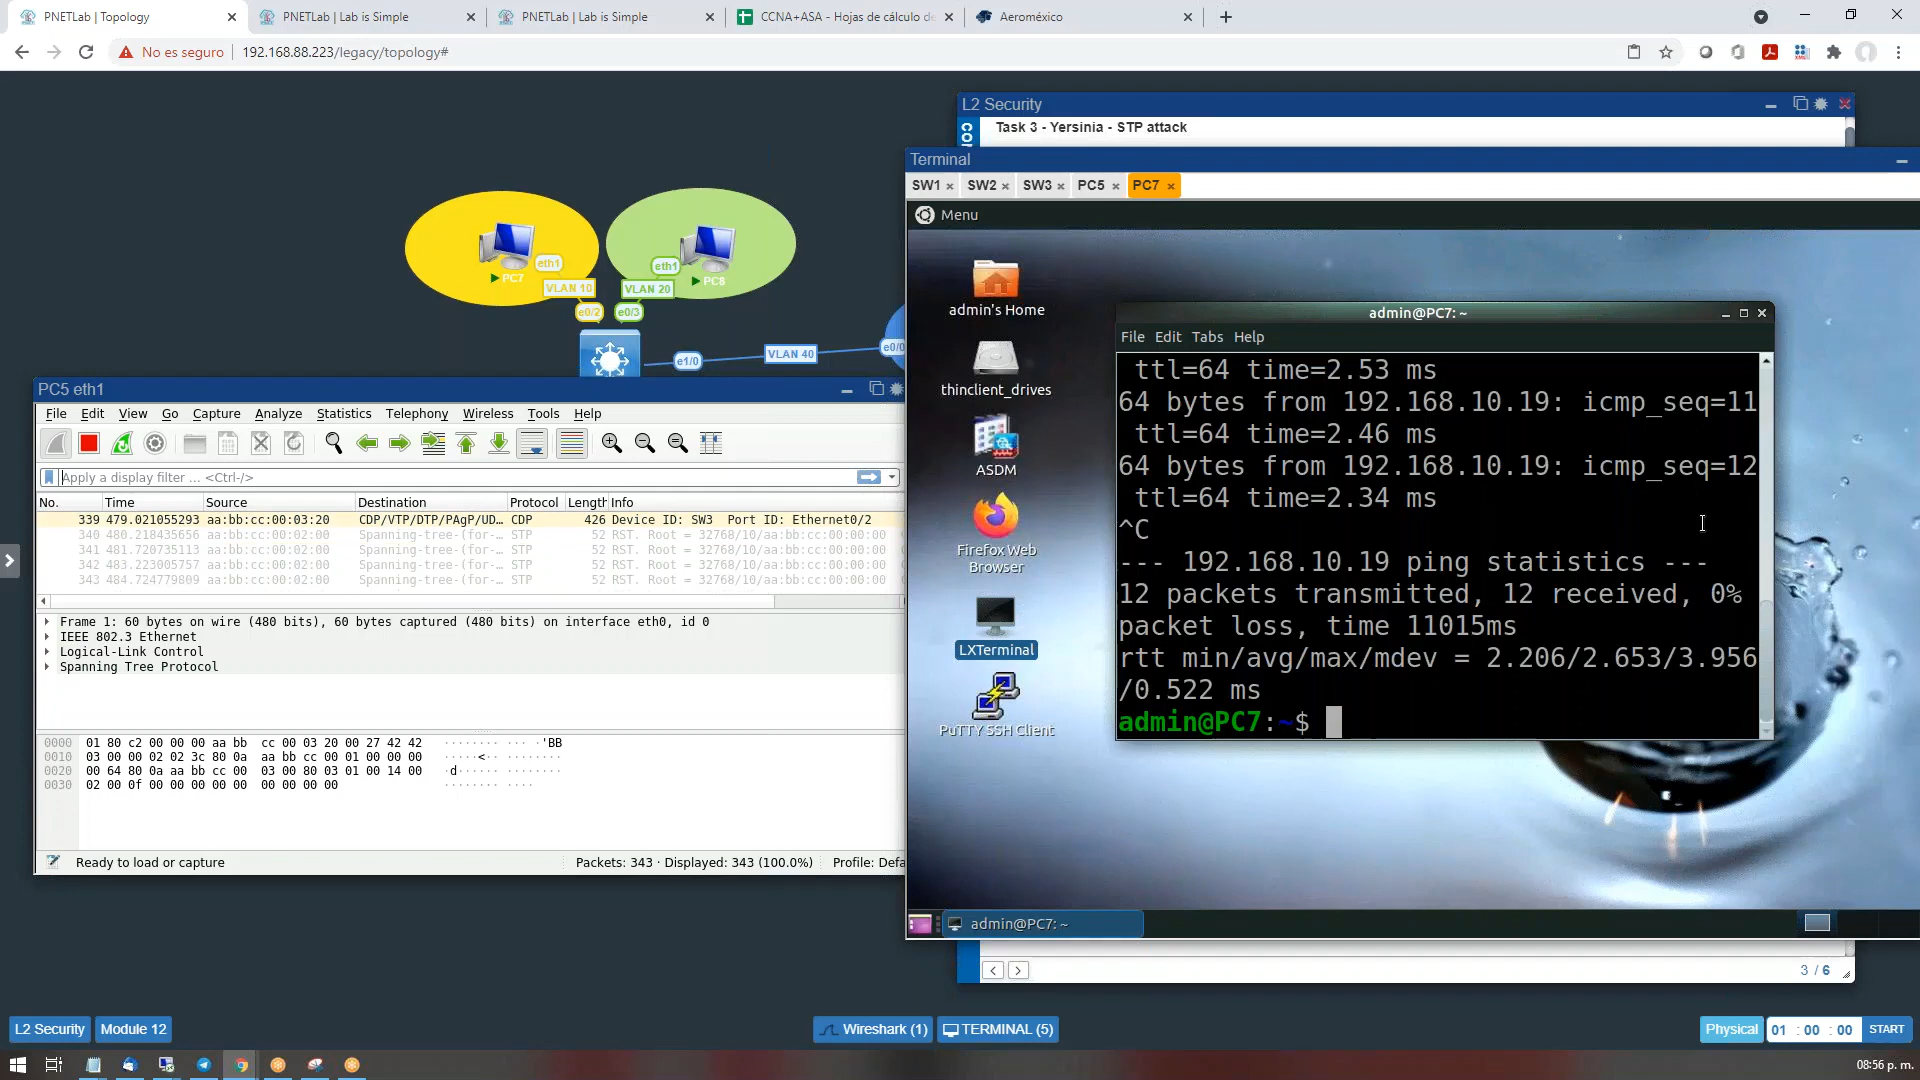 PNETLab | Topology
PNETLab | Lab is Simple
PNETLab | Lab is Simple
CCNA+ASA - Hojas de cálculo de
Aeroméxico
No es seguro
192.168.88.223/legacy/topology#
L2 Security
Task 3 - Yersinia - STP attack
Terminal
SW1
SW2
SW3
PC5
PC7
Menu
admin's Home
thinclient_drives
ASDM
Firefox Web
Browser
LXTerminal
PuTTY SSH Client
PC7
eth1
VLAN 10
e0/2
PC8
eth1
VLAN 20
e0/3
e1/0
VLAN 40
e0/0
admin@PC7: ~
File Edit Tabs Help
ttl=64 time=2.53 ms
64 bytes from 192.168.10.19: icmp_seq=11
ttl=64 time=2.46 ms
64 bytes from 192.168.10.19: icmp_seq=12
ttl=64 time=2.34 ms
^C
--- 192.168.10.19 ping statistics ---
12 packets transmitted, 12 received, 0%
packet loss, time 11015ms
rtt min/avg/max/mdev = 2.206/2.653/3.956
/0.522 ms
admin@PC7:~$
admin@PC7: ~
PC5 eth1
File Edit View Go Capture Analyze Statistics Telephony Wireless Tools Help
Apply a display filter ... <Ctrl-/>
No. Time Source Destination Protocol Length Info
339 479.021055293 aa:bb:cc:00:03:20 CDP/VTP/DTP/PAgP/UD… CDP 426 Device ID: SW3 Port ID: Ethernet0/2
340 480.218435656 aa:bb:cc:00:02:00 Spanning-tree-(for-… STP 52 RST. Root = 32768/10/aa:bb:cc:00:00:00
341 481.720735113 aa:bb:cc:00:02:00 Spanning-tree-(for-… STP 52 RST. Root = 32768/10/aa:bb:cc:00:00:00
342 483.223005757 aa:bb:cc:00:02:00 Spanning-tree-(for-… STP 52 RST. Root = 32768/10/aa:bb:cc:00:00:00
343 484.724779809 aa:bb:cc:00:02:00 Spanning-tree-(for-… STP 52 RST. Root = 32768/10/aa:bb:cc:00:00:00
Frame 1: 60 bytes on wire (480 bits), 60 bytes captured (480 bits) on interface eth0, id 0
IEEE 802.3 Ethernet
Logical-Link Control
Spanning Tree Protocol
0000 01 80 c2 00 00 00 aa bb cc 00 03 20 00 27 42 42 ········ ··· ·'BB
0010 03 00 00 02 02 3c 80 0a aa bb cc 00 01 00 00 00 ·····<·· ········
0020 00 64 80 0a aa bb cc 00 03 00 80 03 01 00 14 00 ·d······ ········
0030 02 00 0f 00 00 00 00 00 00 00 00 00 ········ ····
Ready to load or capture
Packets: 343 · Displayed: 343 (100.0%)
Profile: Defa
3 / 6
L2 Security
Module 12
Wireshark (1)
TERMINAL (5)
Physical
01 : 00 : 00
START
08:56 p. m.